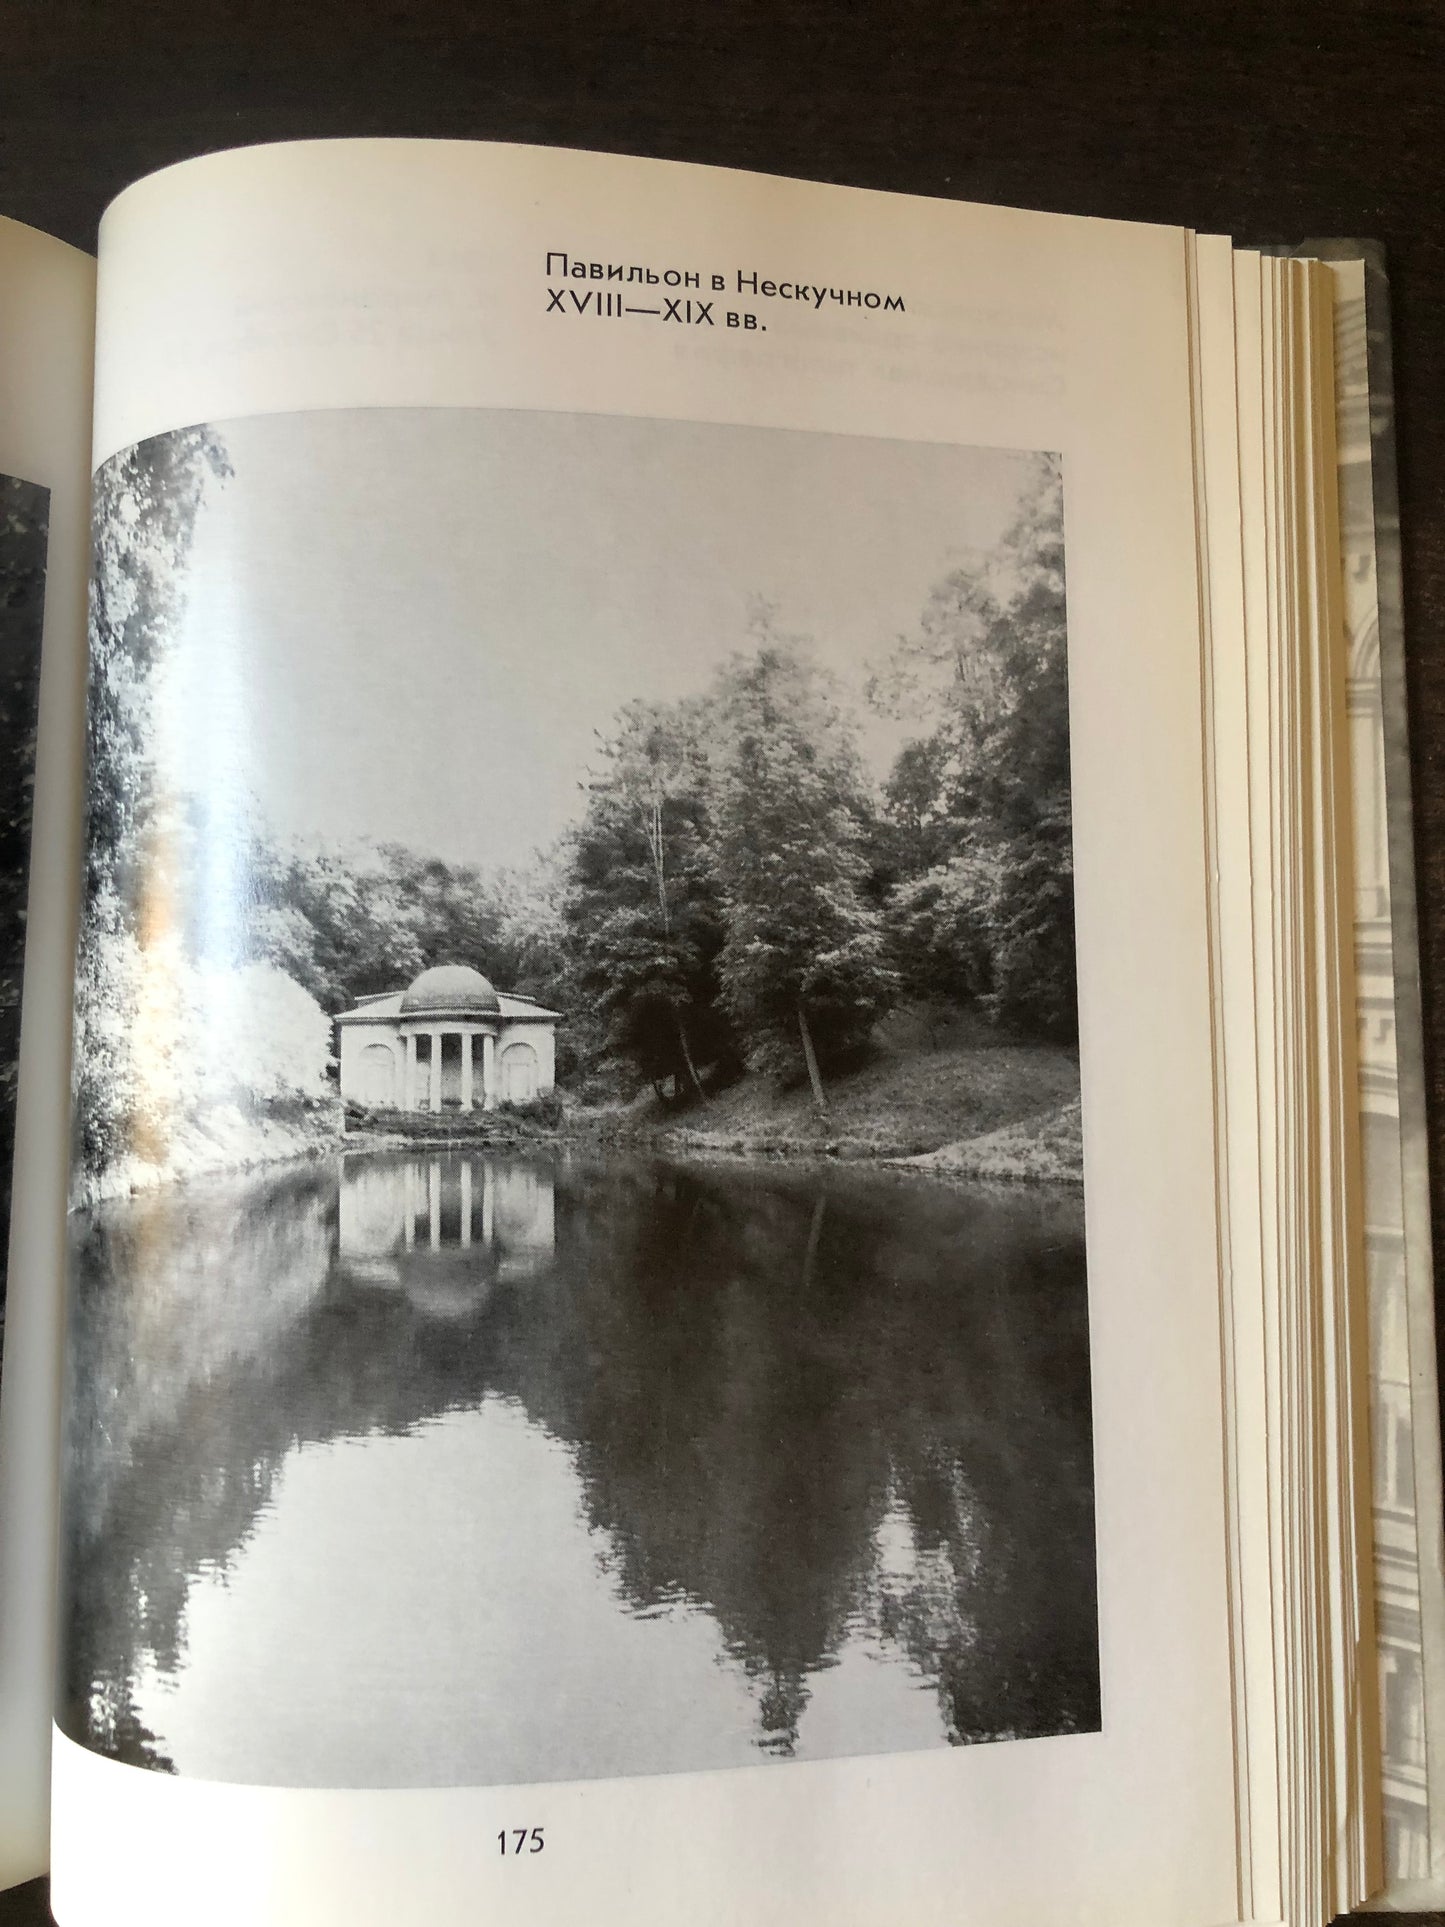 Павильон в Нескучном
XVIII—XIX вв.
175